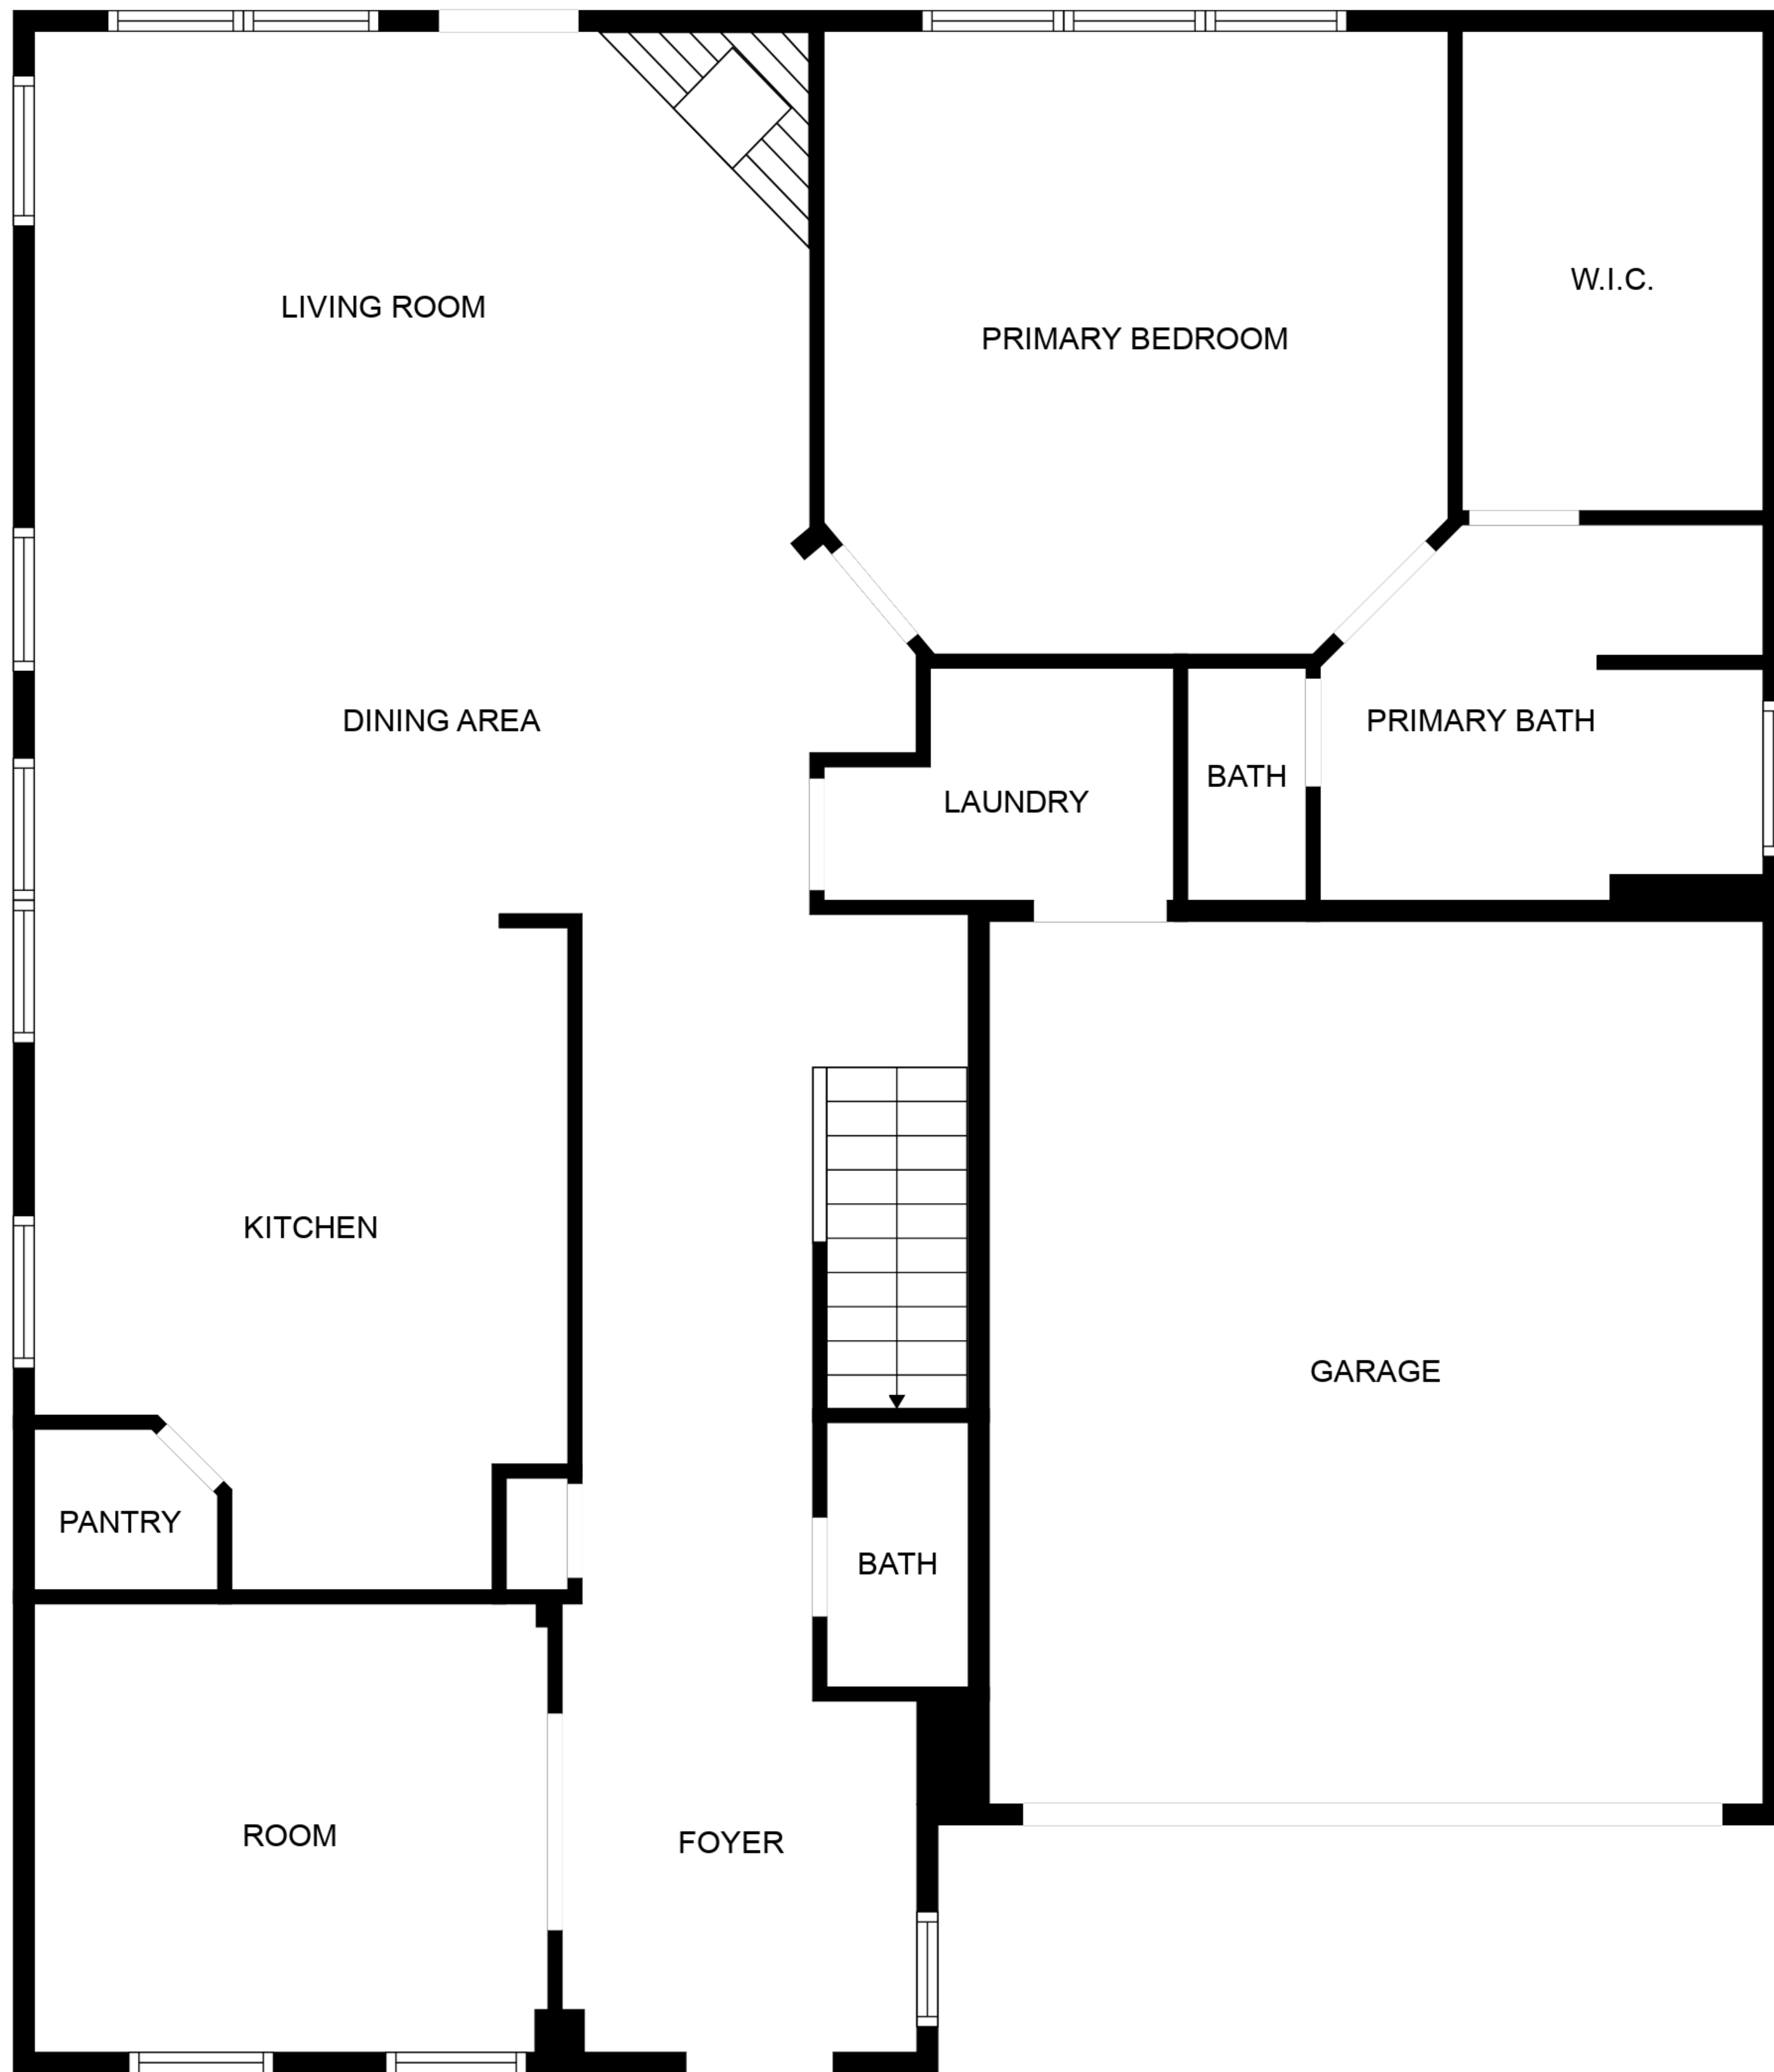 W.I.C.
LIVING ROOM
PRIMARY BEDROOM
DINING AREA
PRIMARY BATH
BATH
LAUNDRY
KITCHEN
GARAGE
PANTRY
BATH
ROOM
FOYER